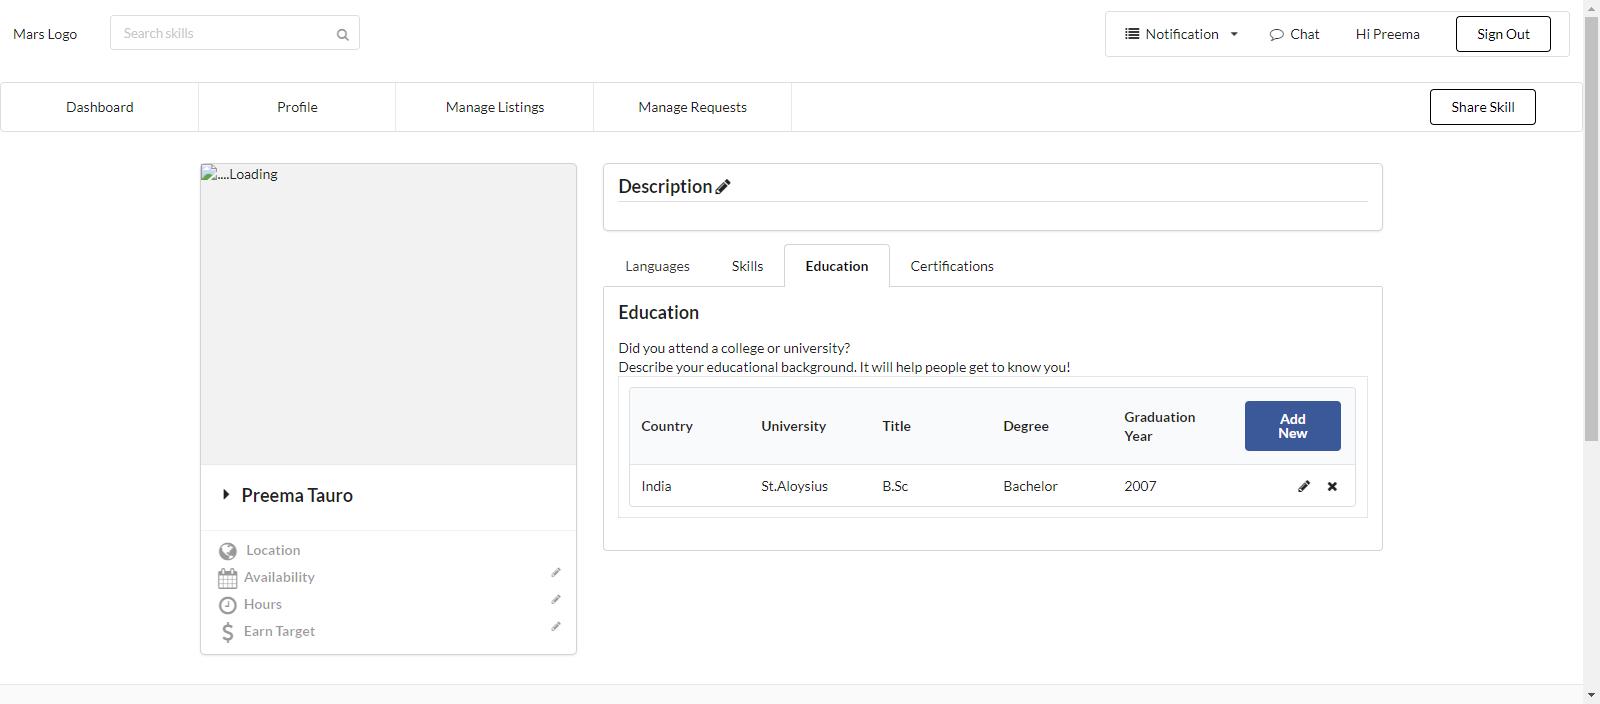 Mars Logo
Search skills
Notification
Chat
Hi Preema
Sign Out
Dashboard
Profile
Manage Listings
Manage Requests
Share Skill
....Loading
Preema Tauro
Location
Availability
Hours
Earn Target
Description
Languages
Skills
Education
Certifications
Education
Did you attend a college or university?
Describe your educational background. It will help people get to know you!
Country University Title Degree Graduation Year Add New
India St.Aloysius B.Sc Bachelor 2007